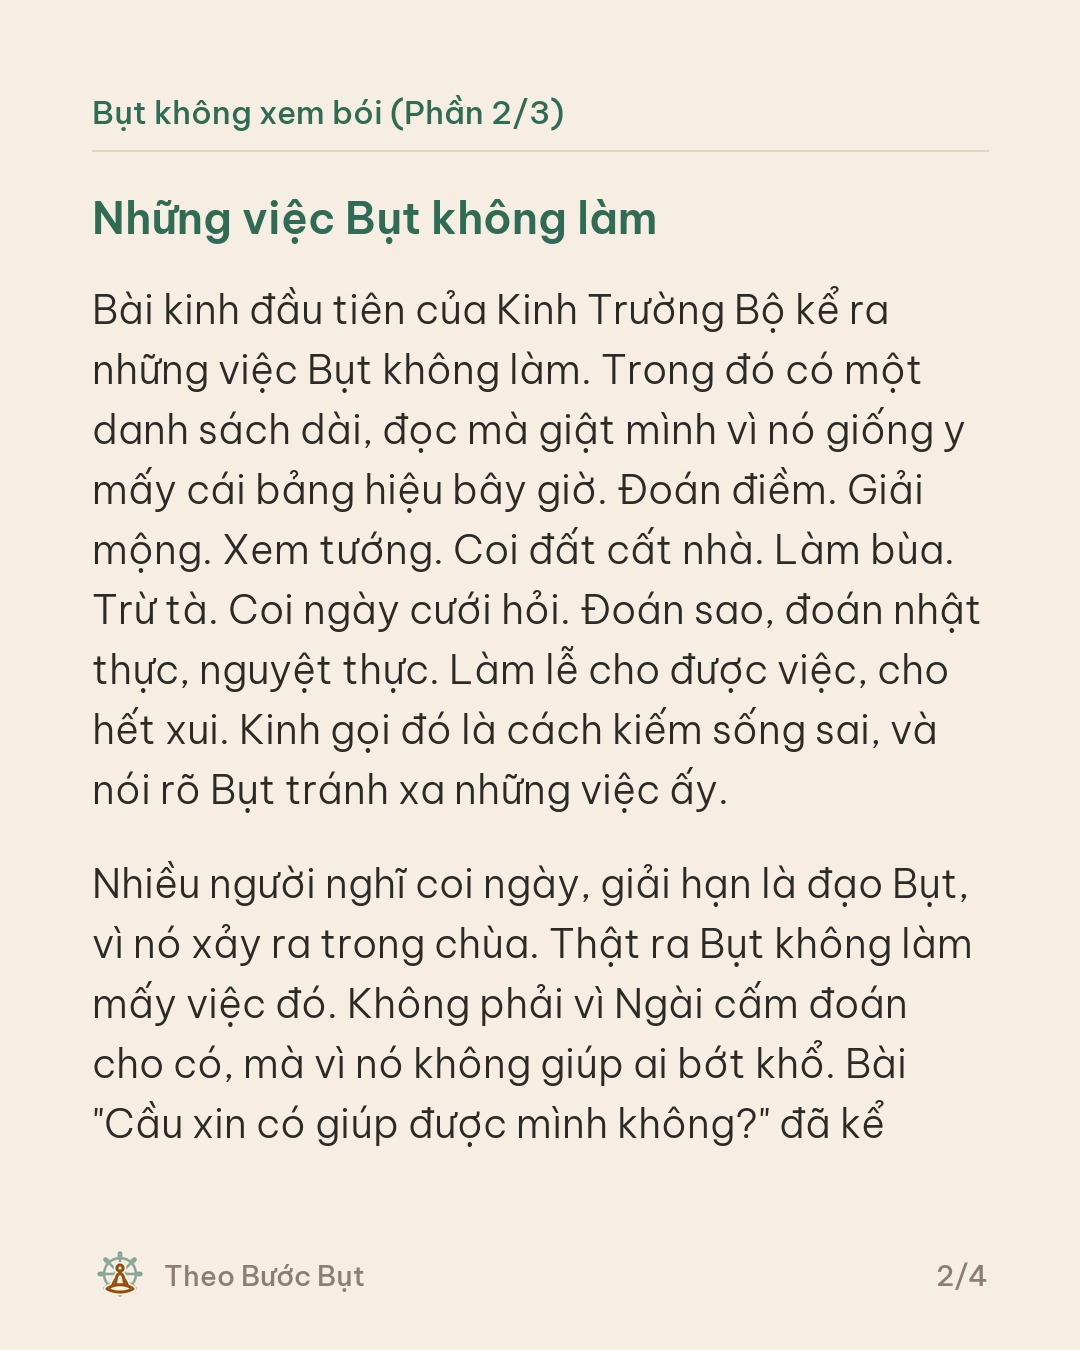 Bụt không xem bói (Phần 2/3)
Những việc Bụt không làm
Bài kinh đầu tiên của Kinh Trường Bộ kể ra
những việc Bụt không làm. Trong đó có một
danh sách dài, đọc mà giật mình vì nó giống y
mấy cái bảng hiệu bây giờ. Đoán điềm. Giải
mộng. Xem tướng. Coi đất cất nhà. Làm bùa.
Trừ tà. Coi ngày cưới hỏi. Đoán sao, đoán nhật
thực, nguyệt thực. Làm lễ cho được việc, cho
hết xui. Kinh gọi đó là cách kiếm sống sai, và
nói rõ Bụt tránh xa những việc ấy.
Nhiều người nghĩ coi ngày, giải hạn là đạo Bụt,
vì nó xảy ra trong chùa. Thật ra Bụt không làm
mấy việc đó. Không phải vì Ngài cấm đoán
cho có, mà vì nó không giúp ai bớt khổ. Bài
"Cầu xin có giúp được mình không?" đã kể
Theo Bước Bụt
2/4